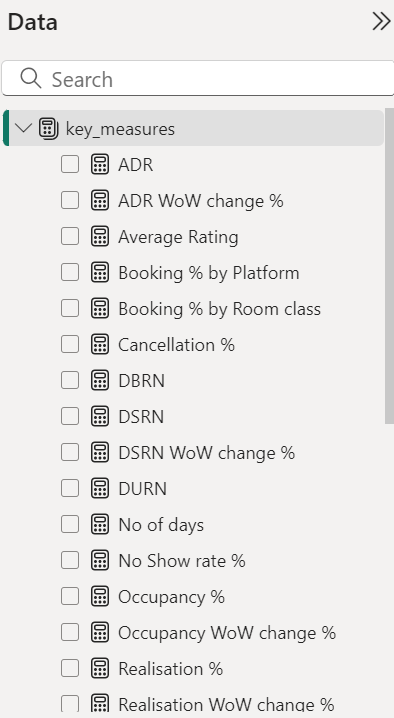 Data
Search
key_measures
ADR
ADR WoW change %
Average Rating
Booking % by Platform
Booking % by Room class
Cancellation %
DBRN
DSRN
DSRN WoW change %
DURN
No of days
No Show rate %
Occupancy %
Occupancy WoW change %
Realisation %
Realisation WoW change %